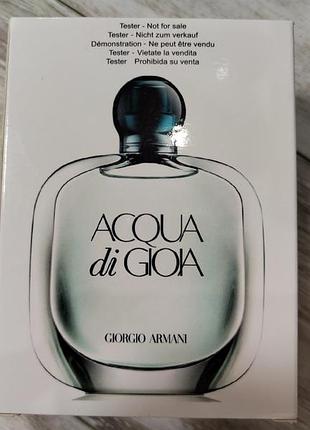 Tester - Not for sale
Tester - Nicht zum verkauf
Démonstration - Ne peut être vendu
Tester - Vietate la vendita
Tester Prohibida su venta
ACQUA
di GIOIA
GIORGIO ARMANI